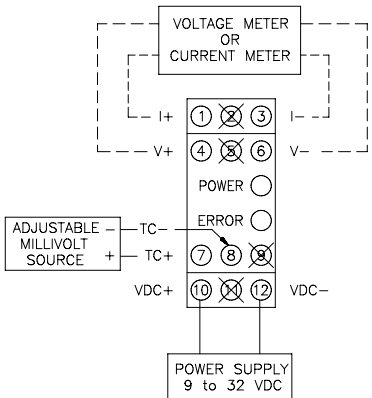 VOLTAGE METER
OR
CURRENT METER
I+ 1 2 3 I-
V+ 4 5 6 V-
POWER
ERROR
ADJUSTABLE - TC-
MILLIVOLT
SOURCE + TC+ 7 8 9
VDC+ 10 11 12 VDC-
POWER SUPPLY
9 to 32 VDC